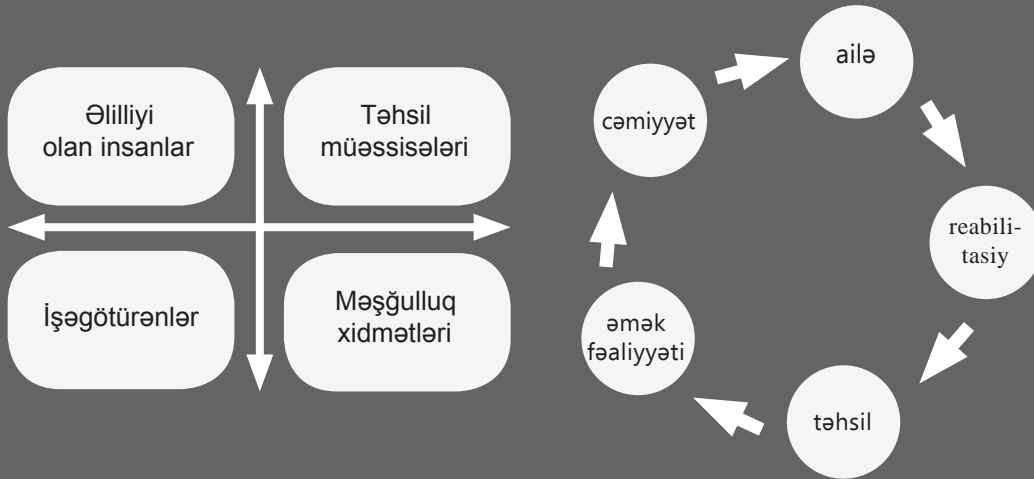 Əlilliyi
olan insanlar
Təhsil
müəssisələri
İşəgötürənlər
Məşğulluq
xidmətləri
ailə
reabili-
tasiy
təhsil
əmək
fəaliyyəti
cəmiyyət